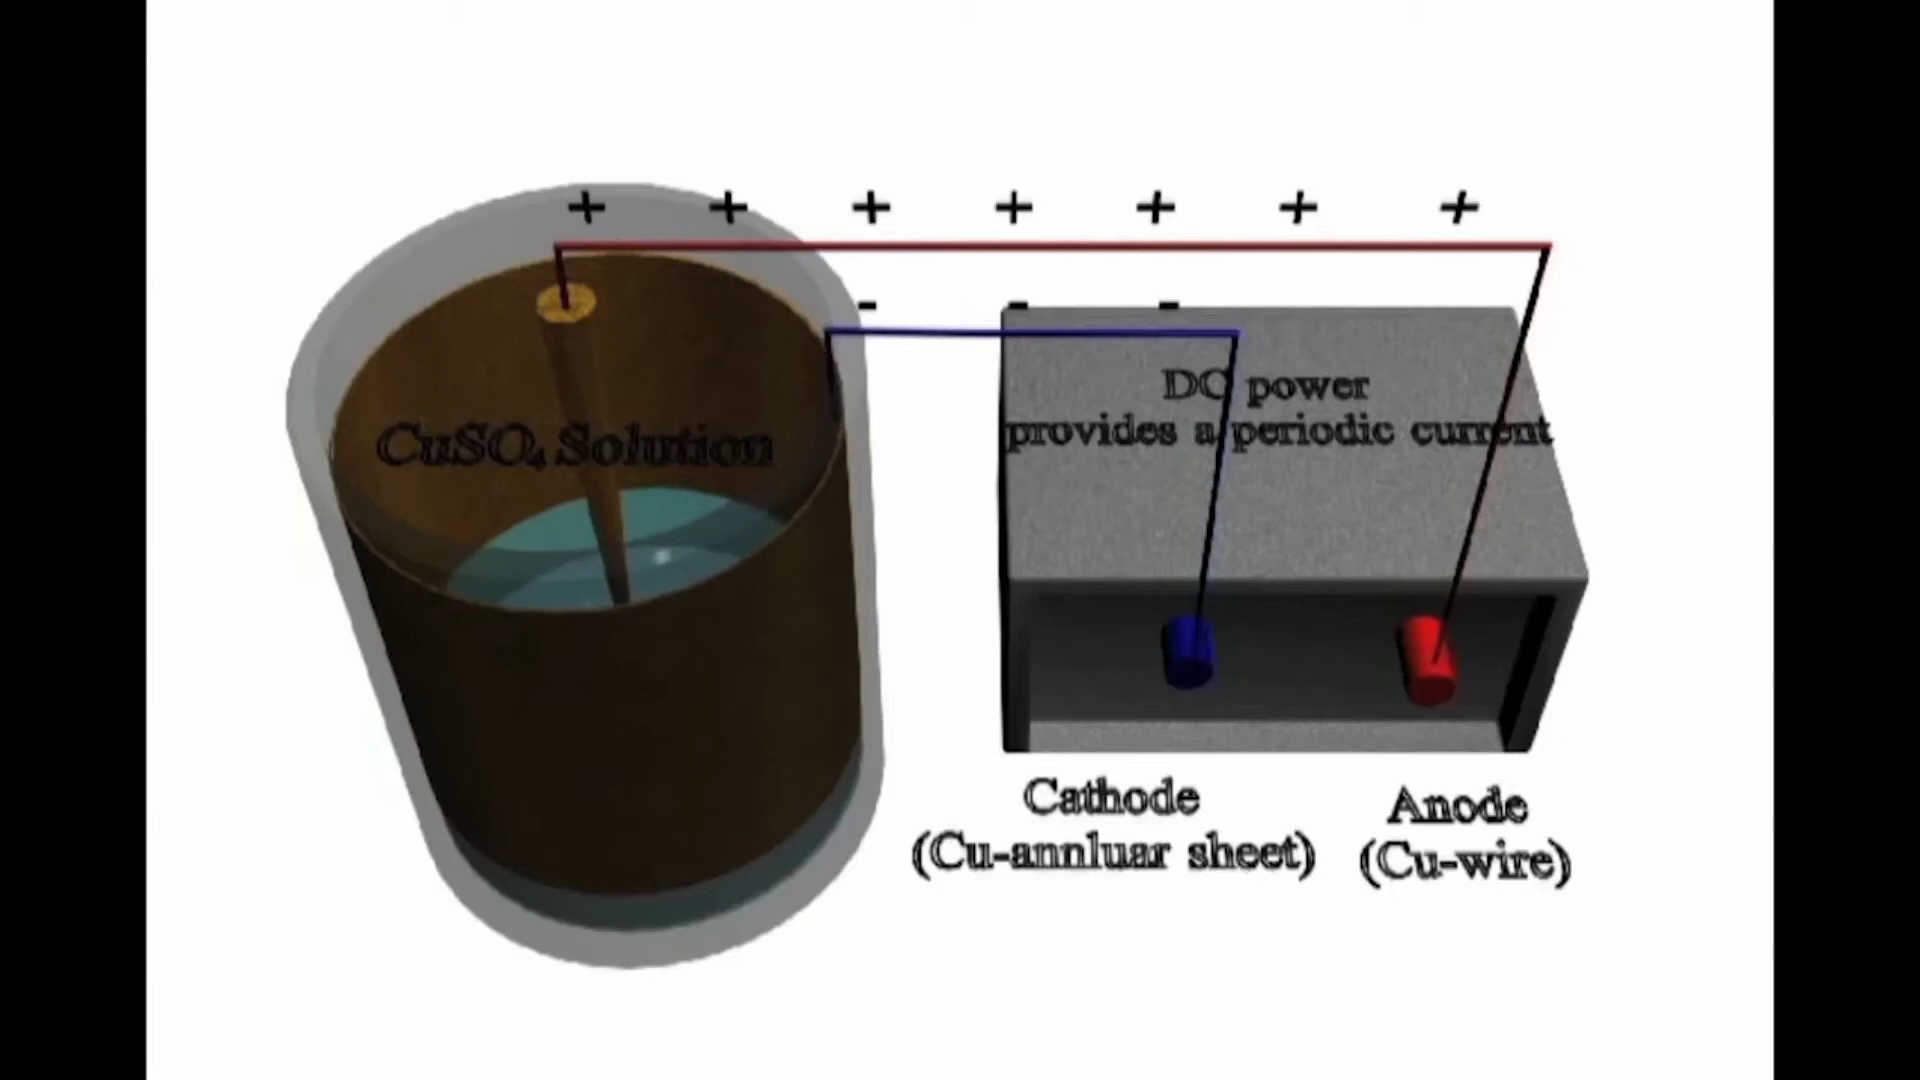 + + + + + + +
- - -
DC power
provides a periodic current
CuSO₄ Solution
Cathode
(Cu-annluar sheet)
Anode
(Cu-wire)